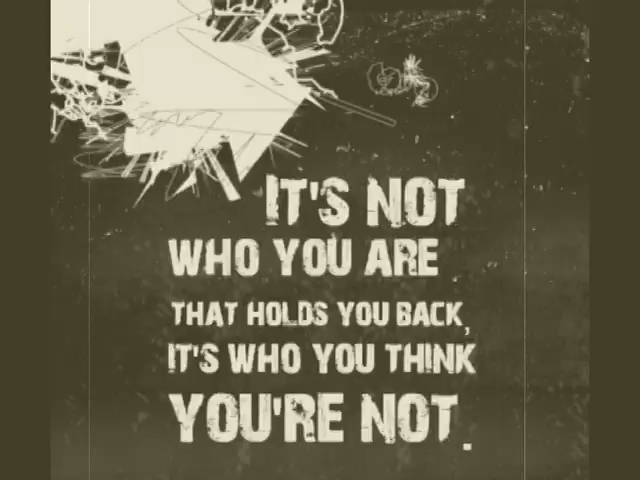 IT'S NOT
WHO YOU ARE
THAT HOLDS YOU BACK,
IT'S WHO YOU THINK
YOU'RE NOT.